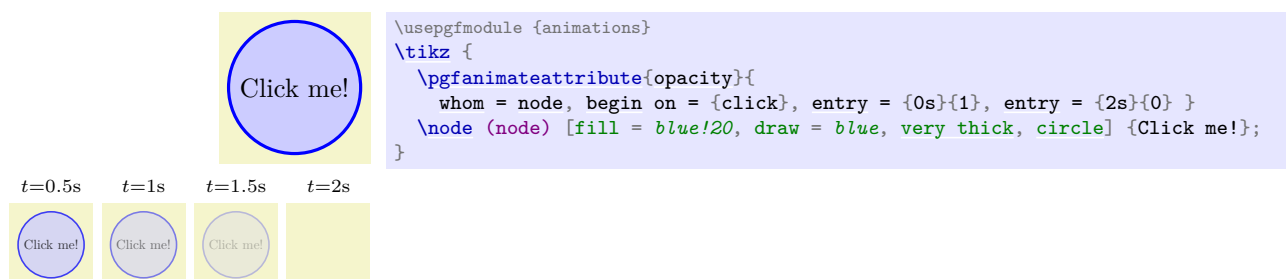 Click me!
\usepgfmodule {animations}
\tikz {
\pgfanimateattribute{opacity}{
whom = node, begin on = {click}, entry = {0s}{1}, entry = {2s}{0} }
\node (node) [fill = blue!20, draw = blue, very thick, circle] {Click me!};
}
t=0.5s t=1s t=1.5s t=2s
Click me! Click me! Click me!